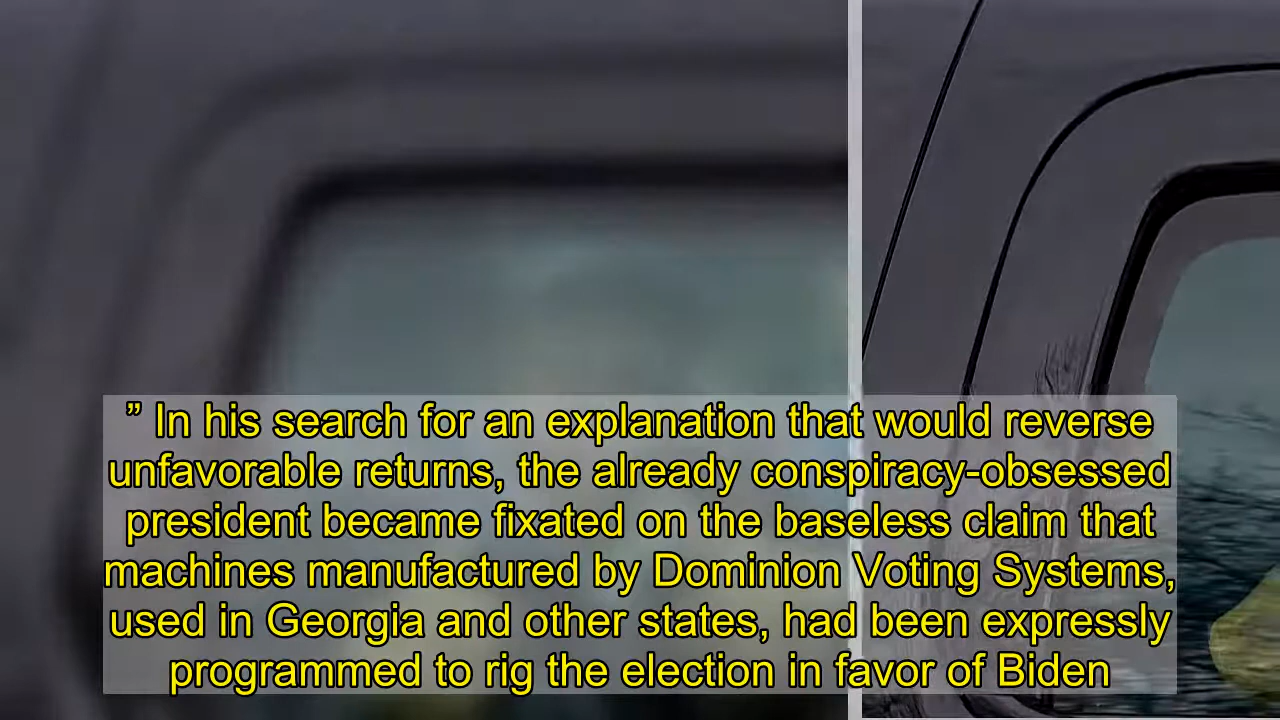 ” In his search for an explanation that would reverse
unfavorable returns, the already conspiracy-obsessed
president became fixated on the baseless claim that
machines manufactured by Dominion Voting Systems,
used in Georgia and other states, had been expressly
programmed to rig the election in favor of Biden